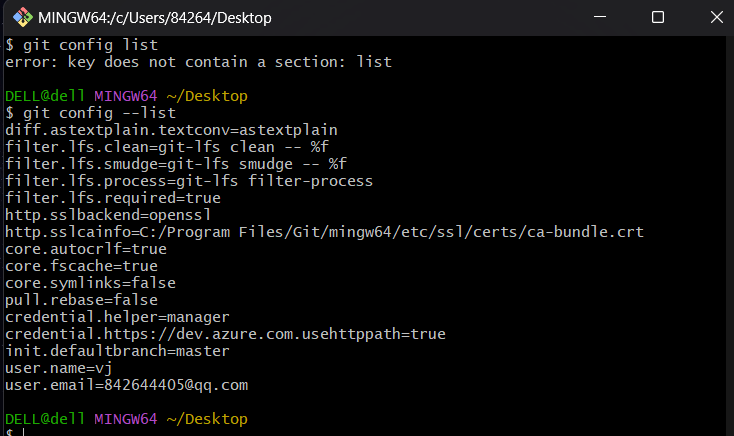 MINGW64:/c/Users/84264/Desktop
$ git config list
error: key does not contain a section: list
DELL@dell MINGW64 ~/Desktop
$ git config --list
diff.astextplain.textconv=astextplain
filter.lfs.clean=git-lfs clean -- %f
filter.lfs.smudge=git-lfs smudge -- %f
filter.lfs.process=git-lfs filter-process
filter.lfs.required=true
http.sslbackend=openssl
http.sslcainfo=C:/Program Files/Git/mingw64/etc/ssl/certs/ca-bundle.crt
core.autocrlf=true
core.fscache=true
core.symlinks=false
pull.rebase=false
credential.helper=manager
credential.https://dev.azure.com.usehttppath=true
init.defaultbranch=master
user.name=vj
user.email=842644405@qq.com
DELL@dell MINGW64 ~/Desktop
$